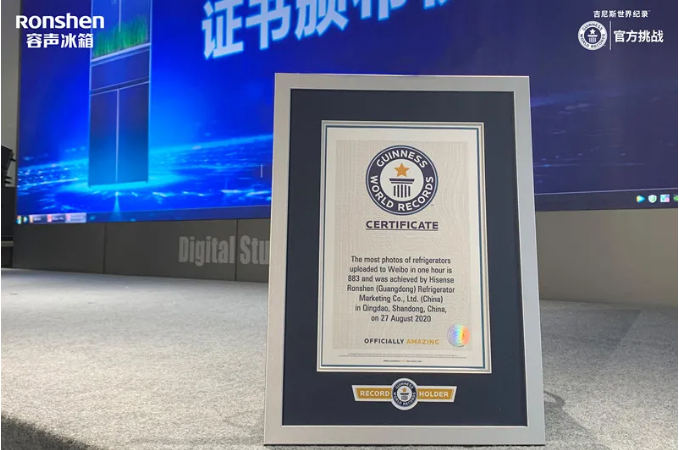 Ronshen
容声冰箱
吉尼斯世界纪录
官方挑战
证书颁布
Digital Stu
GUINNESS
WORLD RECORDS
CERTIFICATE
The most photos of refrigerators
uploaded to Weibo in one hour is
883 and was achieved by Hisense
Ronshen (Guangdong) Refrigerator
Marketing Co., Ltd. (China)
in Qingdao, Shandong, China,
on 27 August 2020
OFFICIALLY AMAZING
RECORD HOLDER